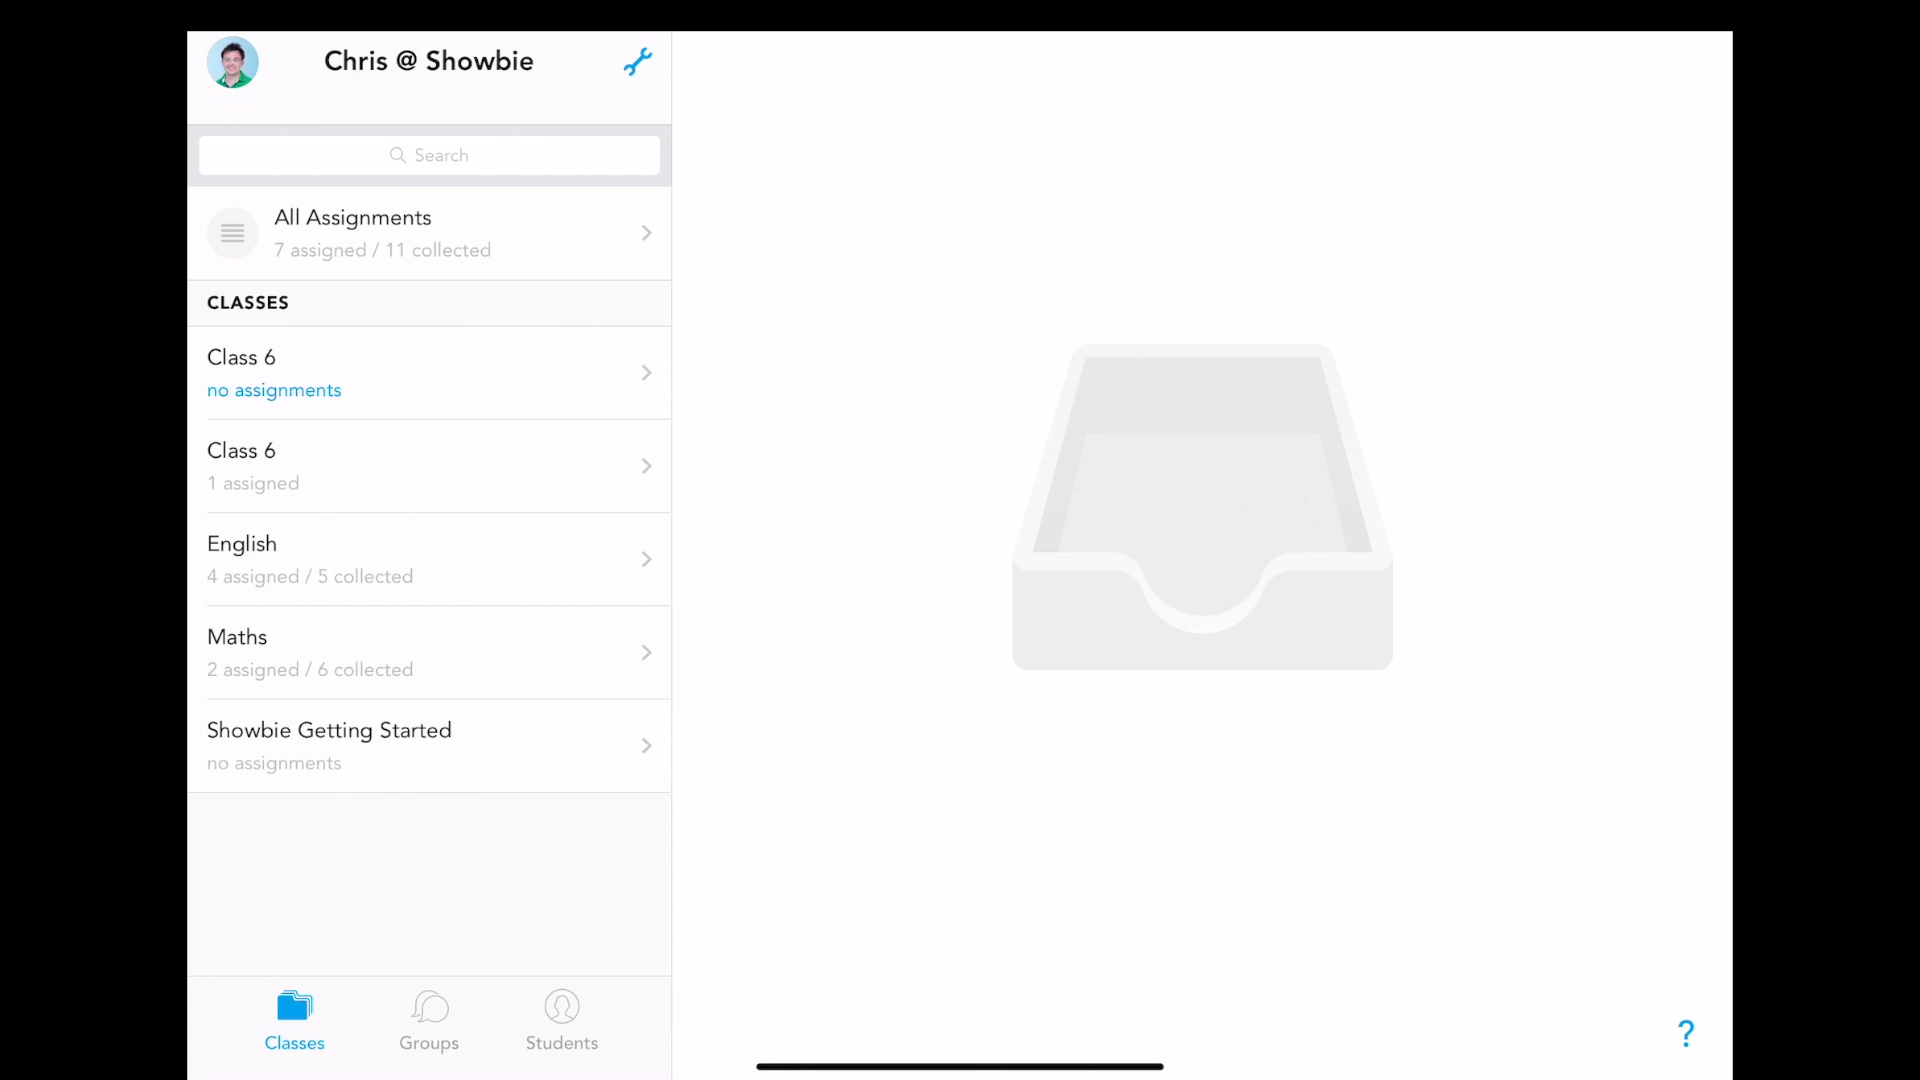 Chris @ Showbie
Search
All Assignments
7 assigned / 11 collected
CLASSES
Class 6
no assignments
Class 6
1 assigned
English
4 assigned / 5 collected
Maths
2 assigned / 6 collected
Showbie Getting Started
no assignments
Classes
Groups
Students
?